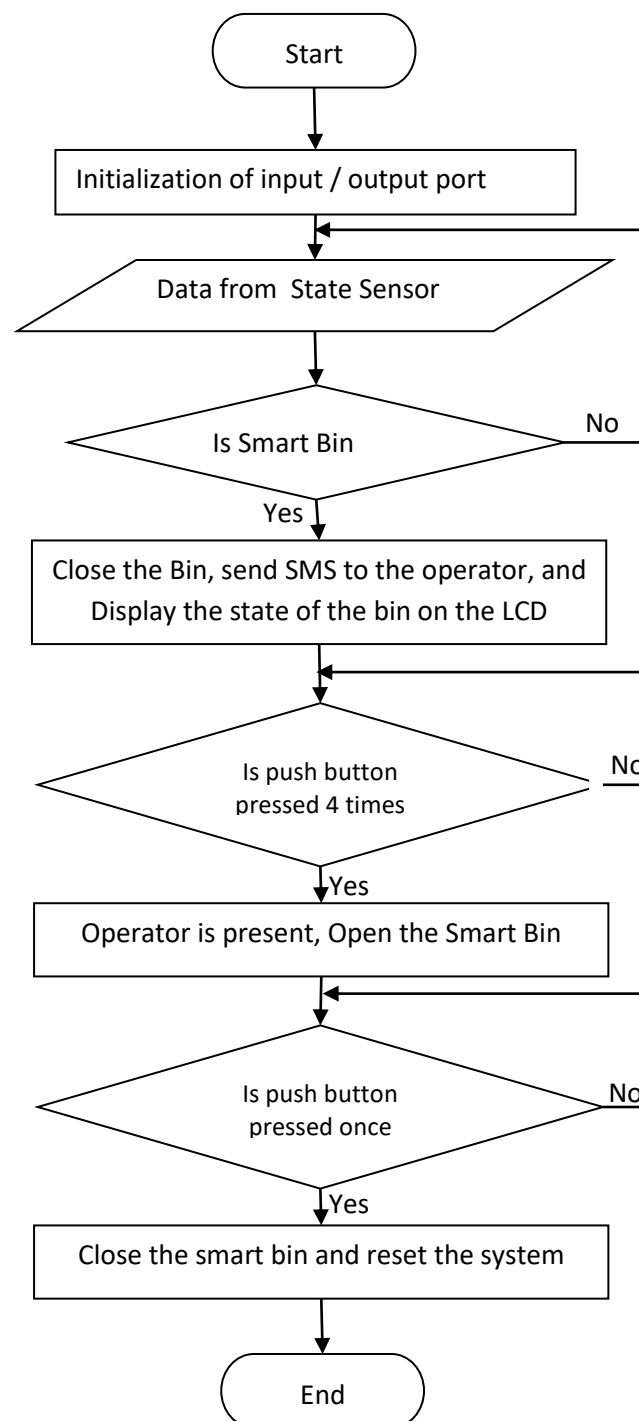 Start
Initialization of input / output port
Data from State Sensor
Is Smart Bin
No
Yes
Close the Bin, send SMS to the operator, and
Display the state of the bin on the LCD
Is push button
pressed 4 times
No
Yes
Operator is present, Open the Smart Bin
Is push button
pressed once
No
Yes
Close the smart bin and reset the system
End